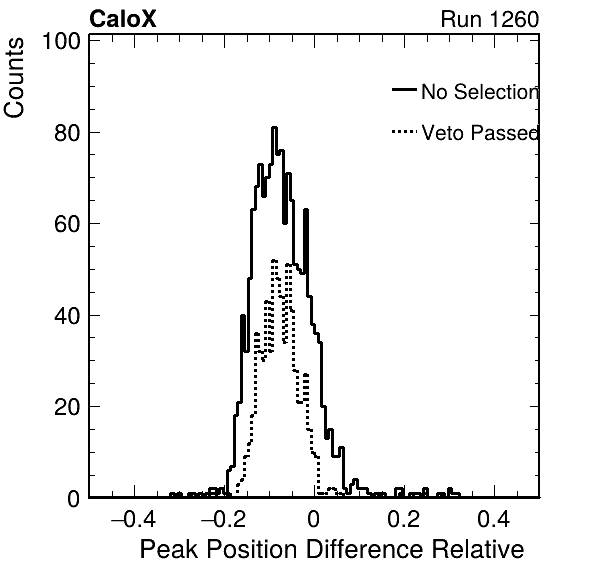 CaloX Run 1260
Counts
100
No Selection
80
Veto Passed
60
40
20
0
−0.4 −0.2 0 0.2 0.4
Peak Position Difference Relative